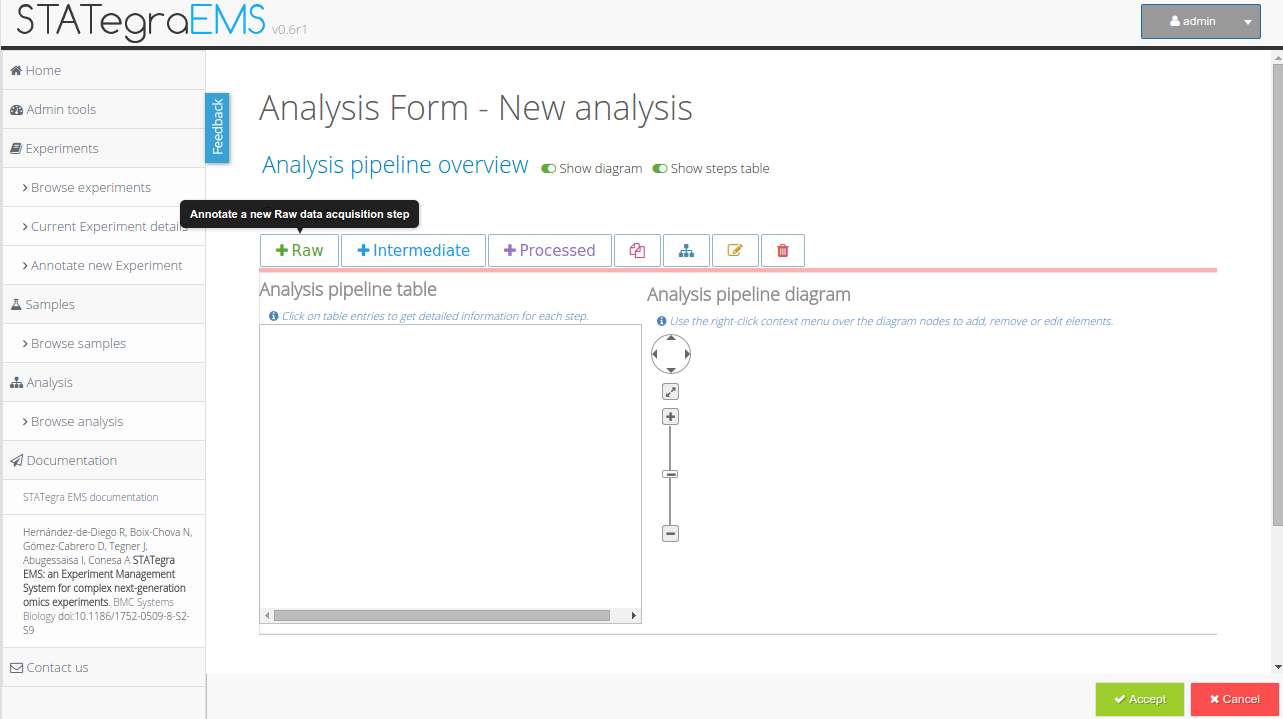 STATegraEMS v0.6r1
admin
Home
Admin tools
Experiments
Browse experiments
Current Experiment details
Annotate new Experiment
Samples
Browse samples
Analysis
Browse analysis
Documentation
STATegra EMS documentation
Hernández-de-Diego R, Boix-Chova N,
Gómez-Cabrero D, Tegner J,
Abugessaisa I, Conesa A STATegra
EMS: an Experiment Management
System for complex next-generation
omics experiments. BMC Systems
Biology doi:10.1186/1752-0509-8-S2-
S9
Contact us
Feedback
Analysis Form - New analysis
Analysis pipeline overview Show diagram Show steps table
Annotate a new Raw data acquisition step
Raw Intermediate Processed
Analysis pipeline table
Click on table entries to get detailed information for each step.
Analysis pipeline diagram
Use the right-click context menu over the diagram nodes to add, remove or edit elements.
Accept Cancel